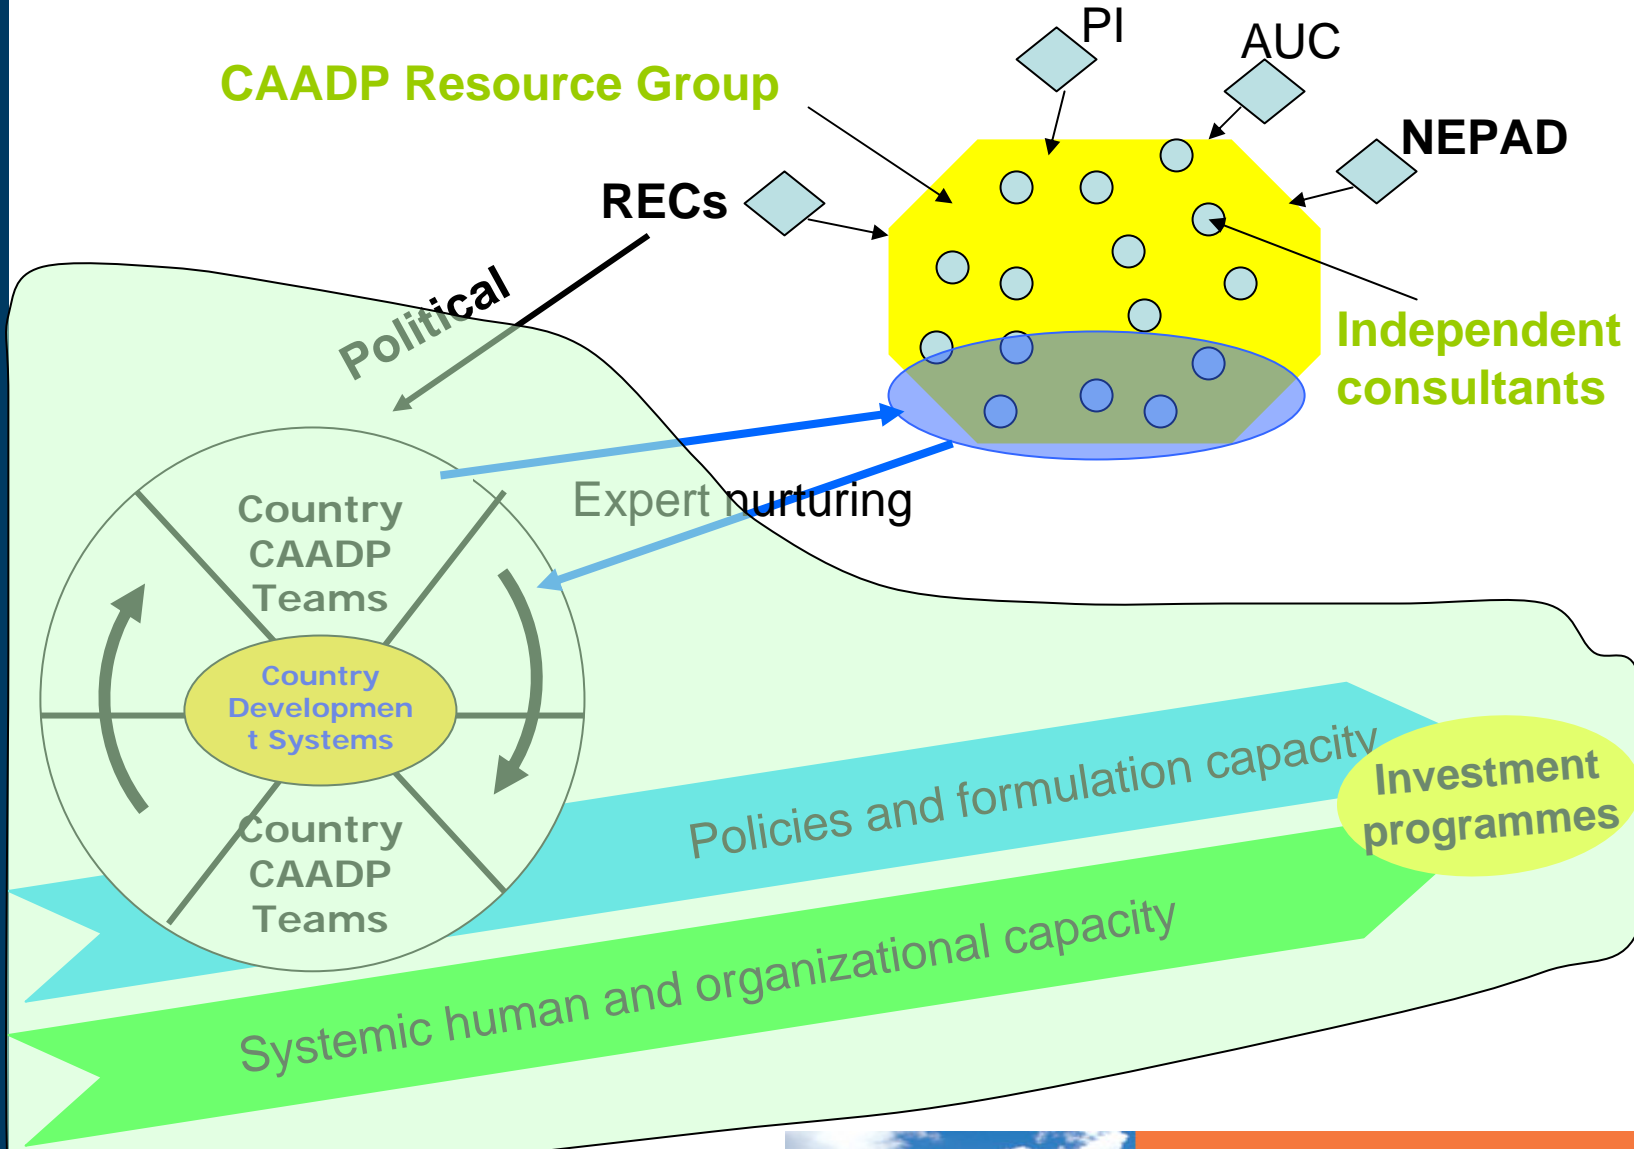 PI
AUC
CAADP Resource Group
NEPAD
RECs
Political
Independent
consultants
Expert nurturing
Country
CAADP
Teams
Country
Developmen
t Systems
Country
CAADP
Teams
Policies and formulation capacity
Investment
programmes
Systemic human and organizational capacity